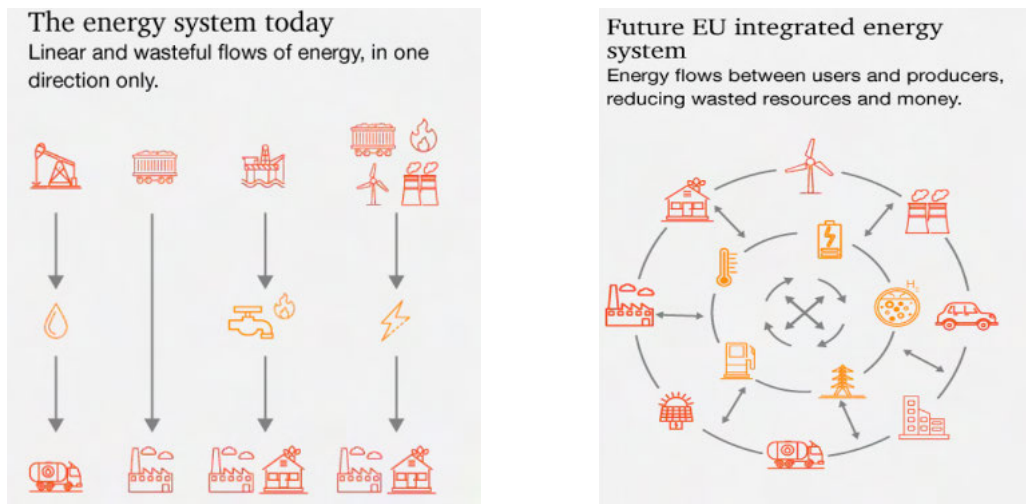 The energy system today
Linear and wasteful flows of energy, in one
direction only.
Future EU integrated energy
system
Energy flows between users and producers,
reducing wasted resources and money.
H₂